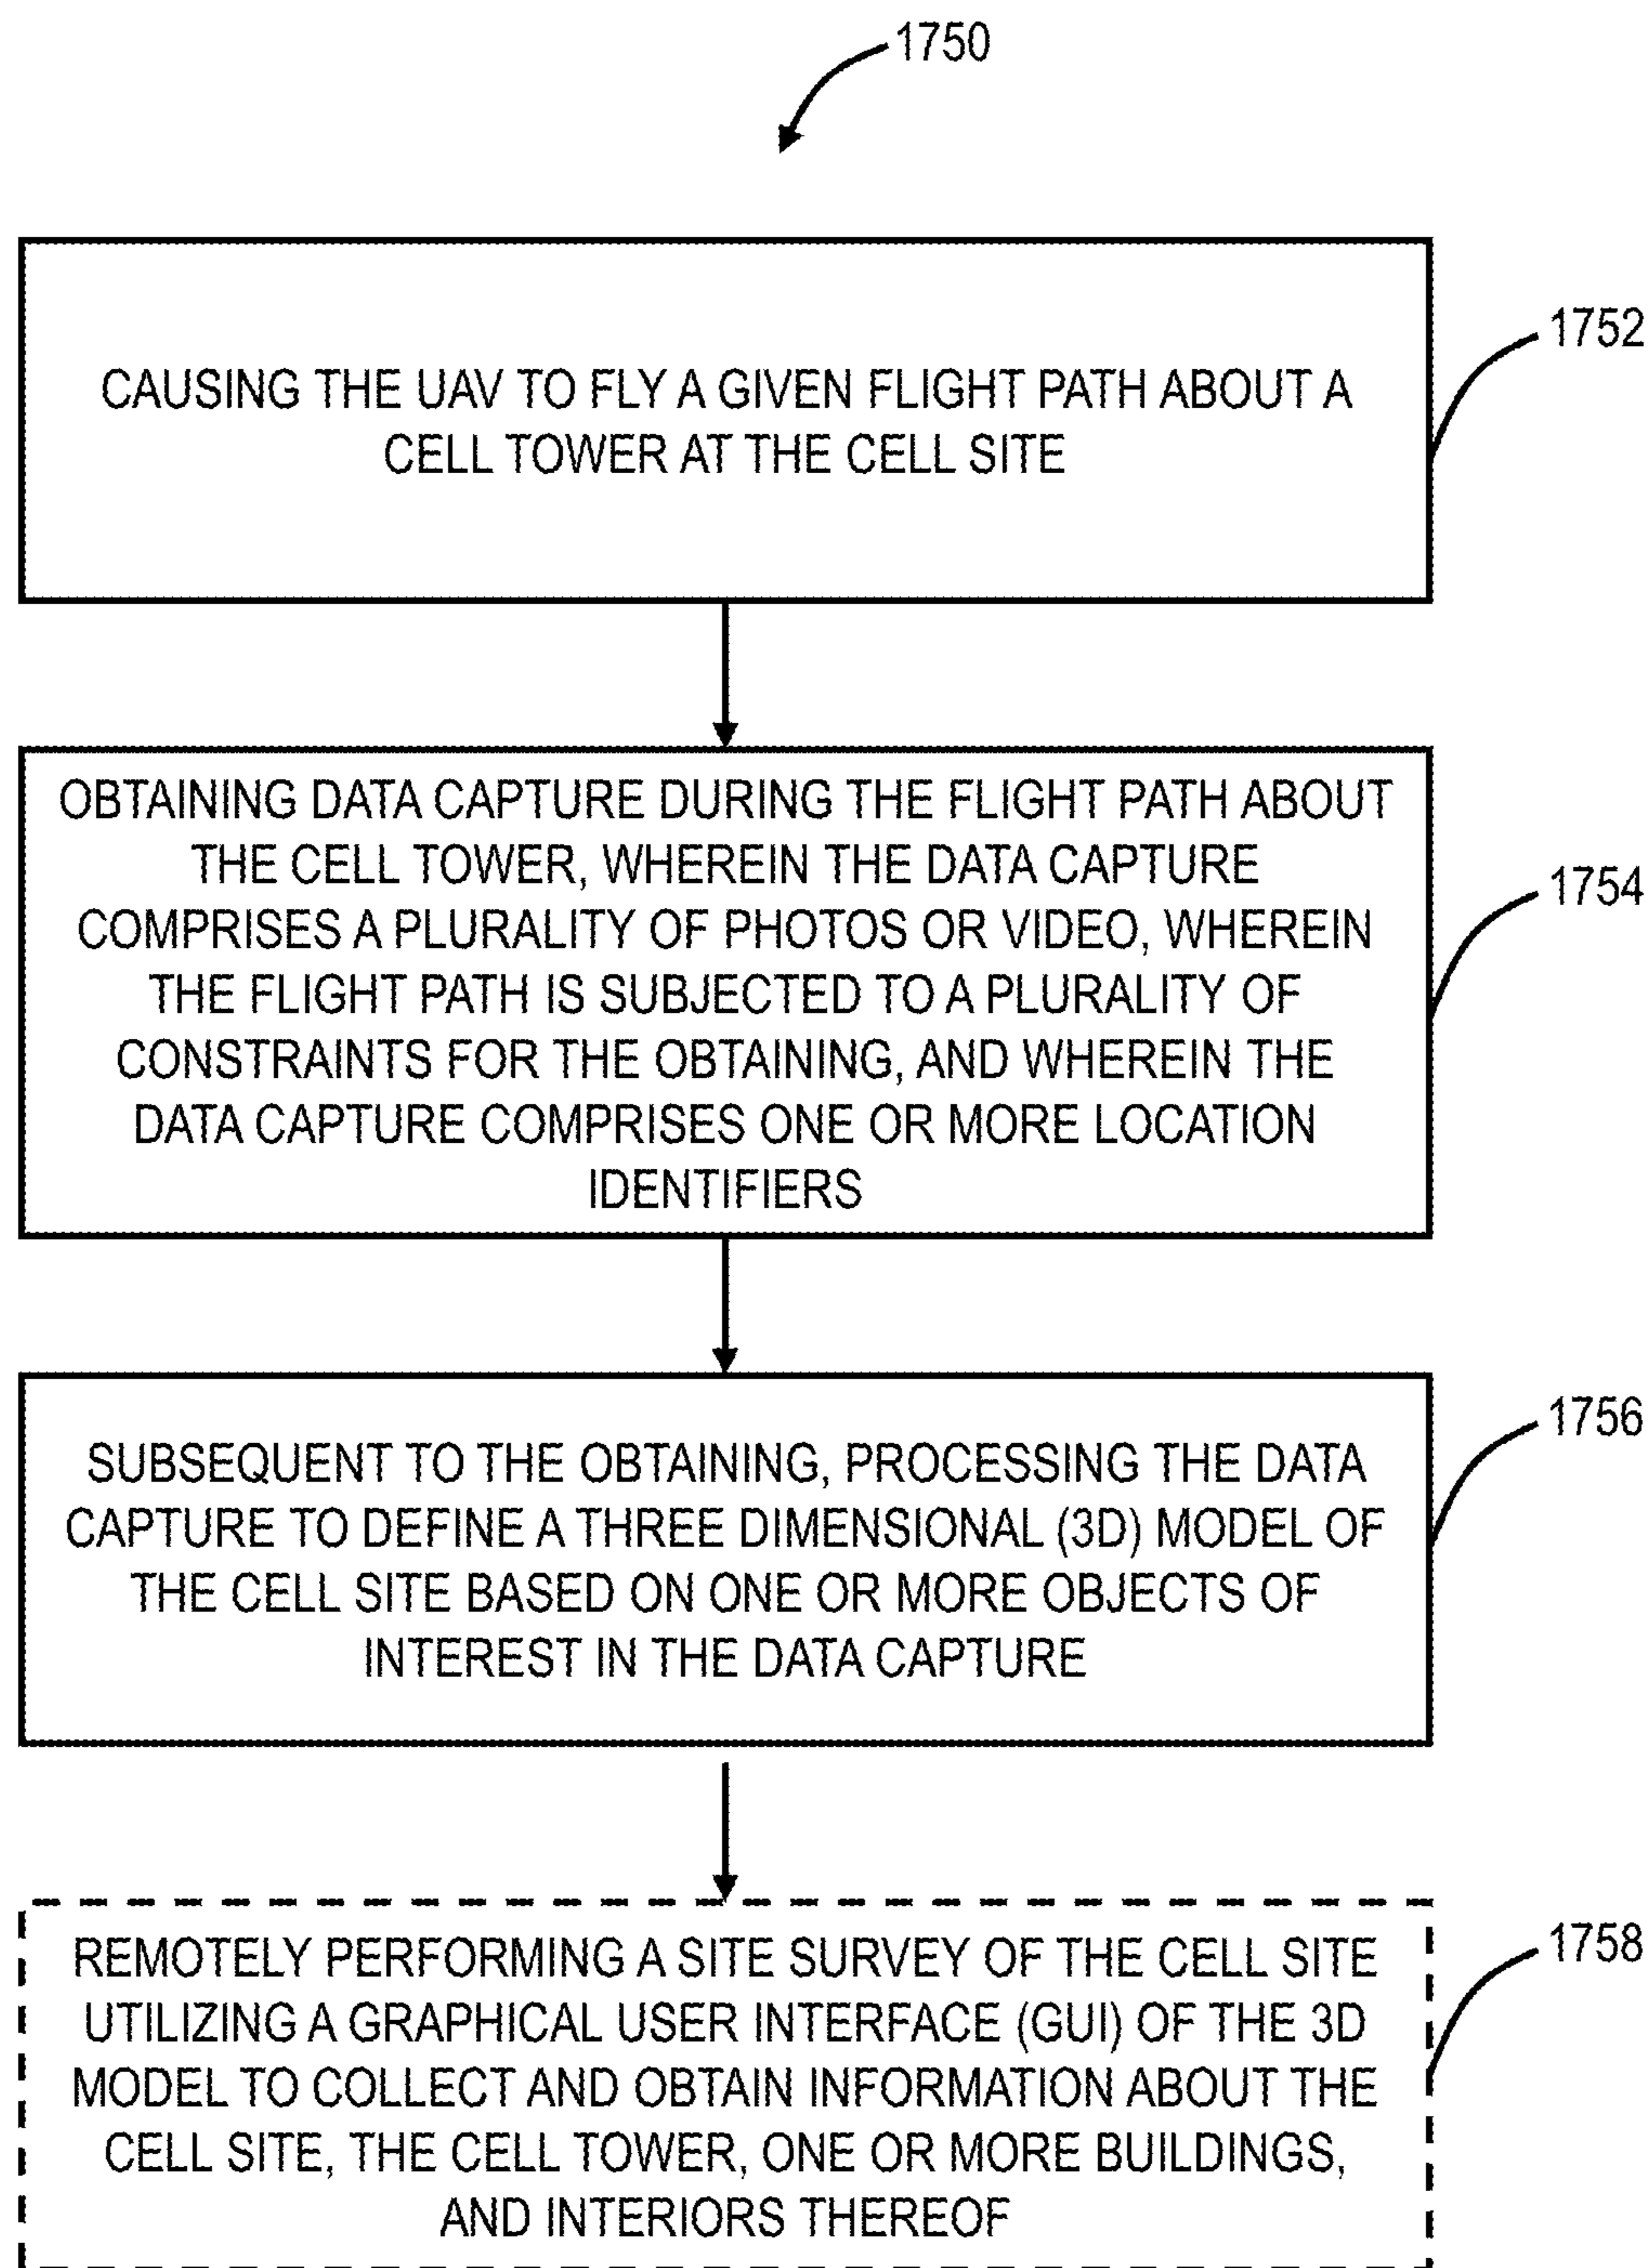 1750
CAUSING THE UAV TO FLY A GIVEN FLIGHT PATH ABOUT A
CELL TOWER AT THE CELL SITE
1752
OBTAINING DATA CAPTURE DURING THE FLIGHT PATH ABOUT
THE CELL TOWER, WHEREIN THE DATA CAPTURE
COMPRISES A PLURALITY OF PHOTOS OR VIDEO, WHEREIN
THE FLIGHT PATH IS SUBJECTED TO A PLURALITY OF
CONSTRAINTS FOR THE OBTAINING, AND WHEREIN THE
DATA CAPTURE COMPRISES ONE OR MORE LOCATION
IDENTIFIERS
1754
SUBSEQUENT TO THE OBTAINING, PROCESSING THE DATA
CAPTURE TO DEFINE A THREE DIMENSIONAL (3D) MODEL OF
THE CELL SITE BASED ON ONE OR MORE OBJECTS OF
INTEREST IN THE DATA CAPTURE
1756
REMOTELY PERFORMING A SITE SURVEY OF THE CELL SITE
UTILIZING A GRAPHICAL USER INTERFACE (GUI) OF THE 3D
MODEL TO COLLECT AND OBTAIN INFORMATION ABOUT THE
CELL SITE, THE CELL TOWER, ONE OR MORE BUILDINGS,
AND INTERIORS THEREOF
1758